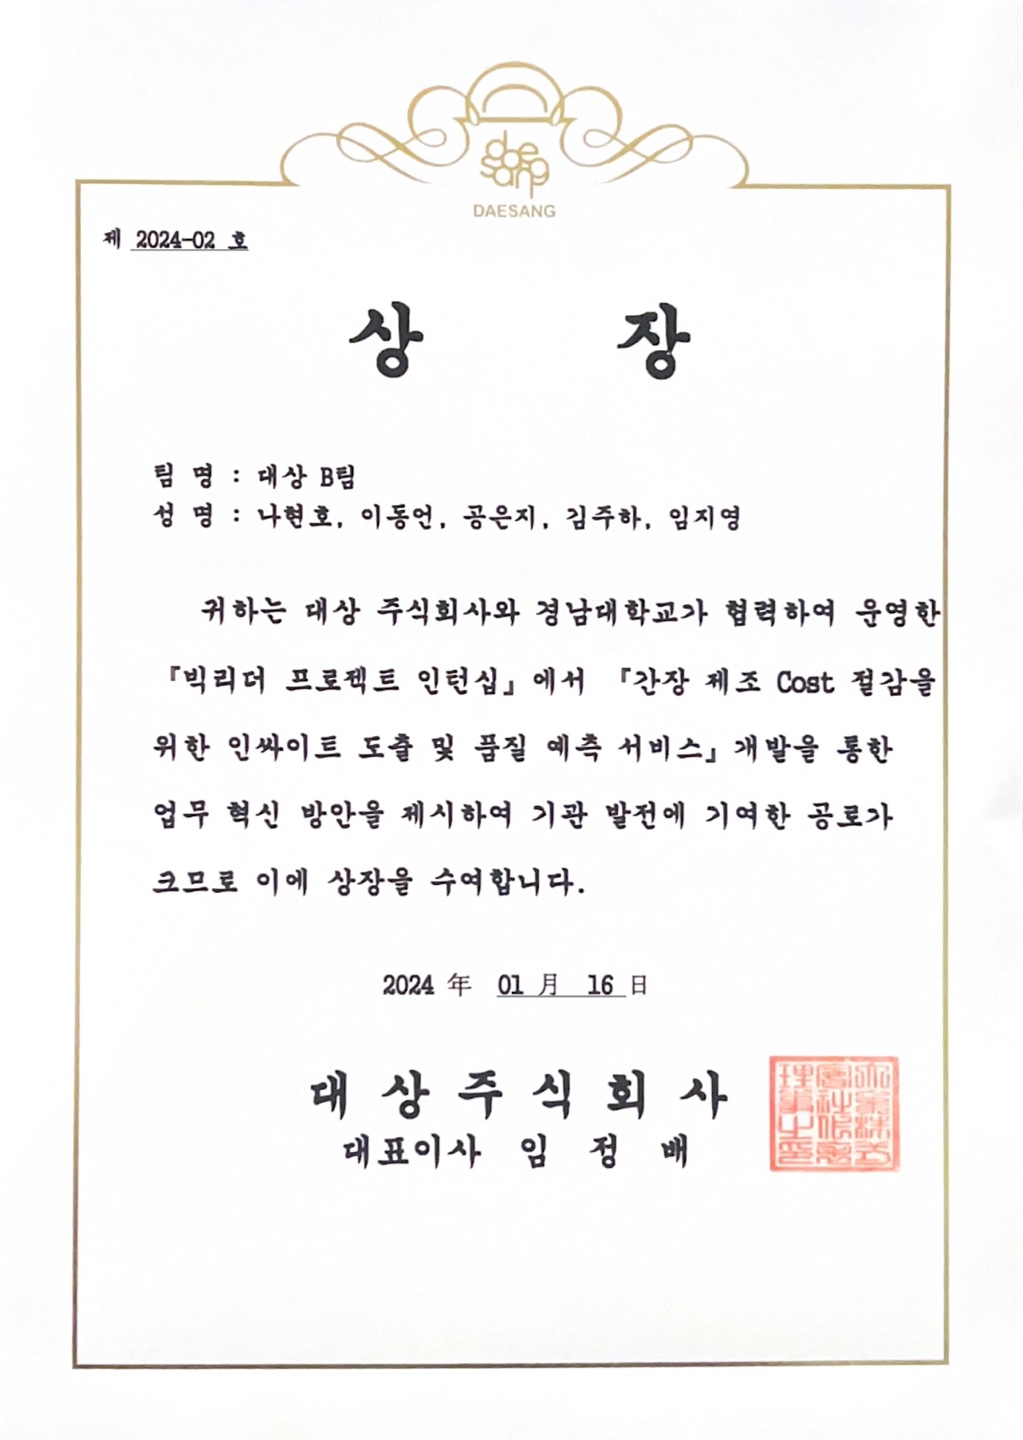 dae
sang
DAESANG
제 2024-02 호
상 장
팀 명 : 대상 B팀
성 명 : 나현호, 이동언, 공은지, 김주하, 임지영
귀하는 대상 주식회사와 경남대학교가 협력하여 운영한
『빅리더 프로젝트 인턴십』에서 『간장 제조 Cost 절감을
위한 인싸이트 도출 및 품질 예측 서비스』개발을 통한
업무 혁신 방안을 제시하여 기관 발전에 기여한 공로가
크므로 이에 상장을 수여합니다.
2024 年 01 月 16 日
대 상 주 식 회 사
대표이사 임 정 배